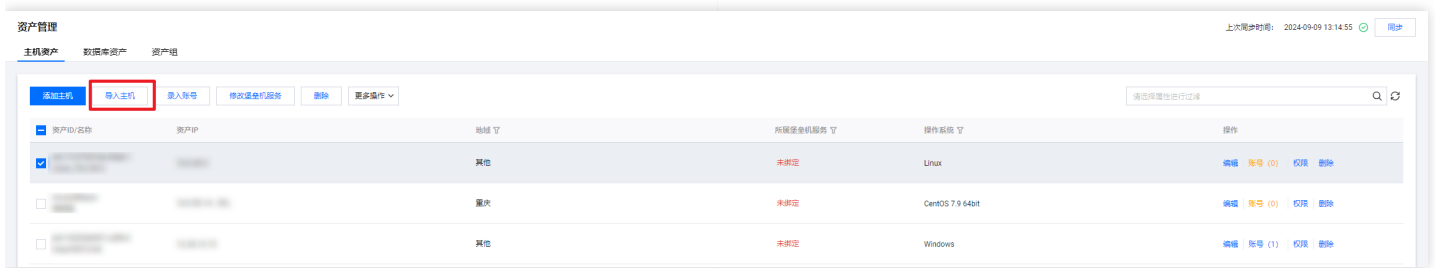 资产管理
上次同步时间： 2024-09-09 13:14:55 同步
主机资产 数据库资产 资产组
添加主机 导入主机 录入账号 修改堡垒机服务 删除 更多操作 请选择属性进行过滤
资产ID/名称 资产IP 地域 所属堡垒机服务 操作系统 操作
其他 未绑定 Linux 编辑 账号 (0) 权限 删除
重庆 未绑定 CentOS 7.9 64bit 编辑 账号 (0) 权限 删除
其他 未绑定 Windows 编辑 账号 (1) 权限 删除